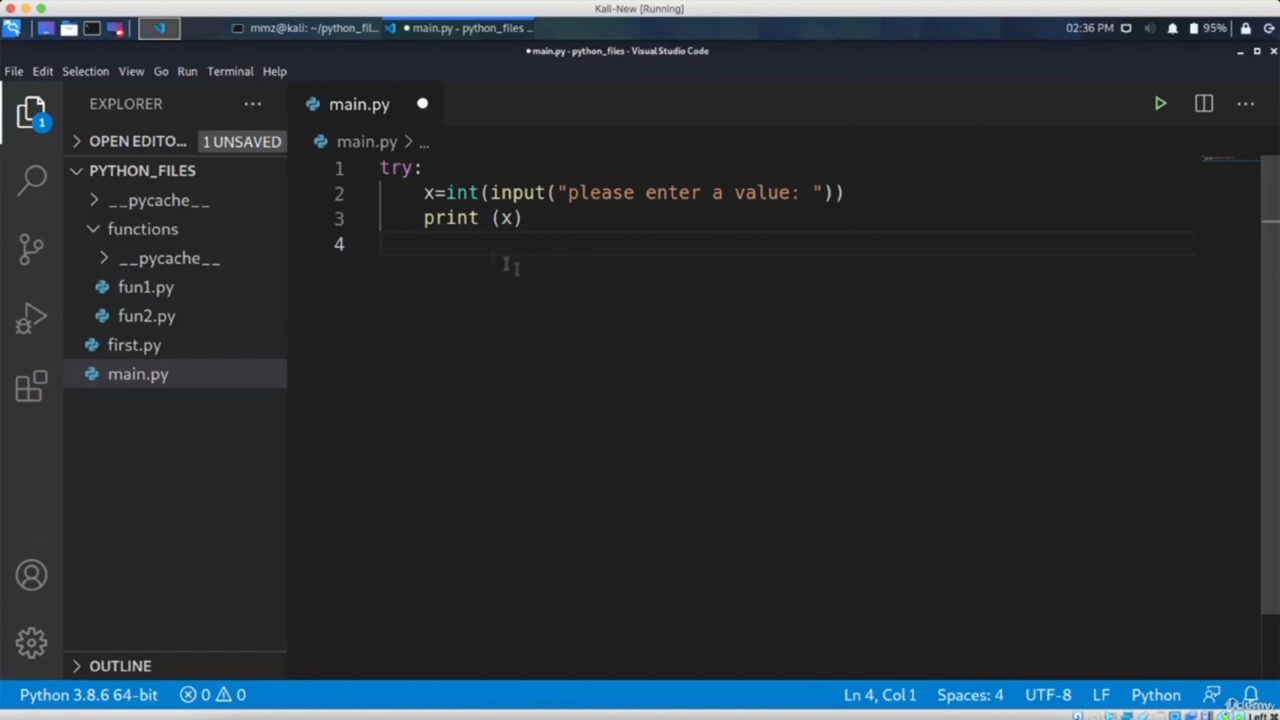 Kali-New [Running]
mmz@kali: ~/python_fil...
main.py - python_files ...
02:36 PM
95%
main.py - python_files - Visual Studio Code
File Edit Selection View Go Run Terminal Help
EXPLORER
main.py
1
OPEN EDITO... 1 UNSAVED
main.py > ...
PYTHON_FILES
__pycache__
functions
__pycache__
fun1.py
fun2.py
first.py
main.py
1 try:
2 x=int(input("please enter a value: "))
3 print (x)
4
OUTLINE
Python 3.8.6 64-bit 0 0
Ln 4, Col 1 Spaces: 4 UTF-8 LF Python
Udemy
Left ⌘